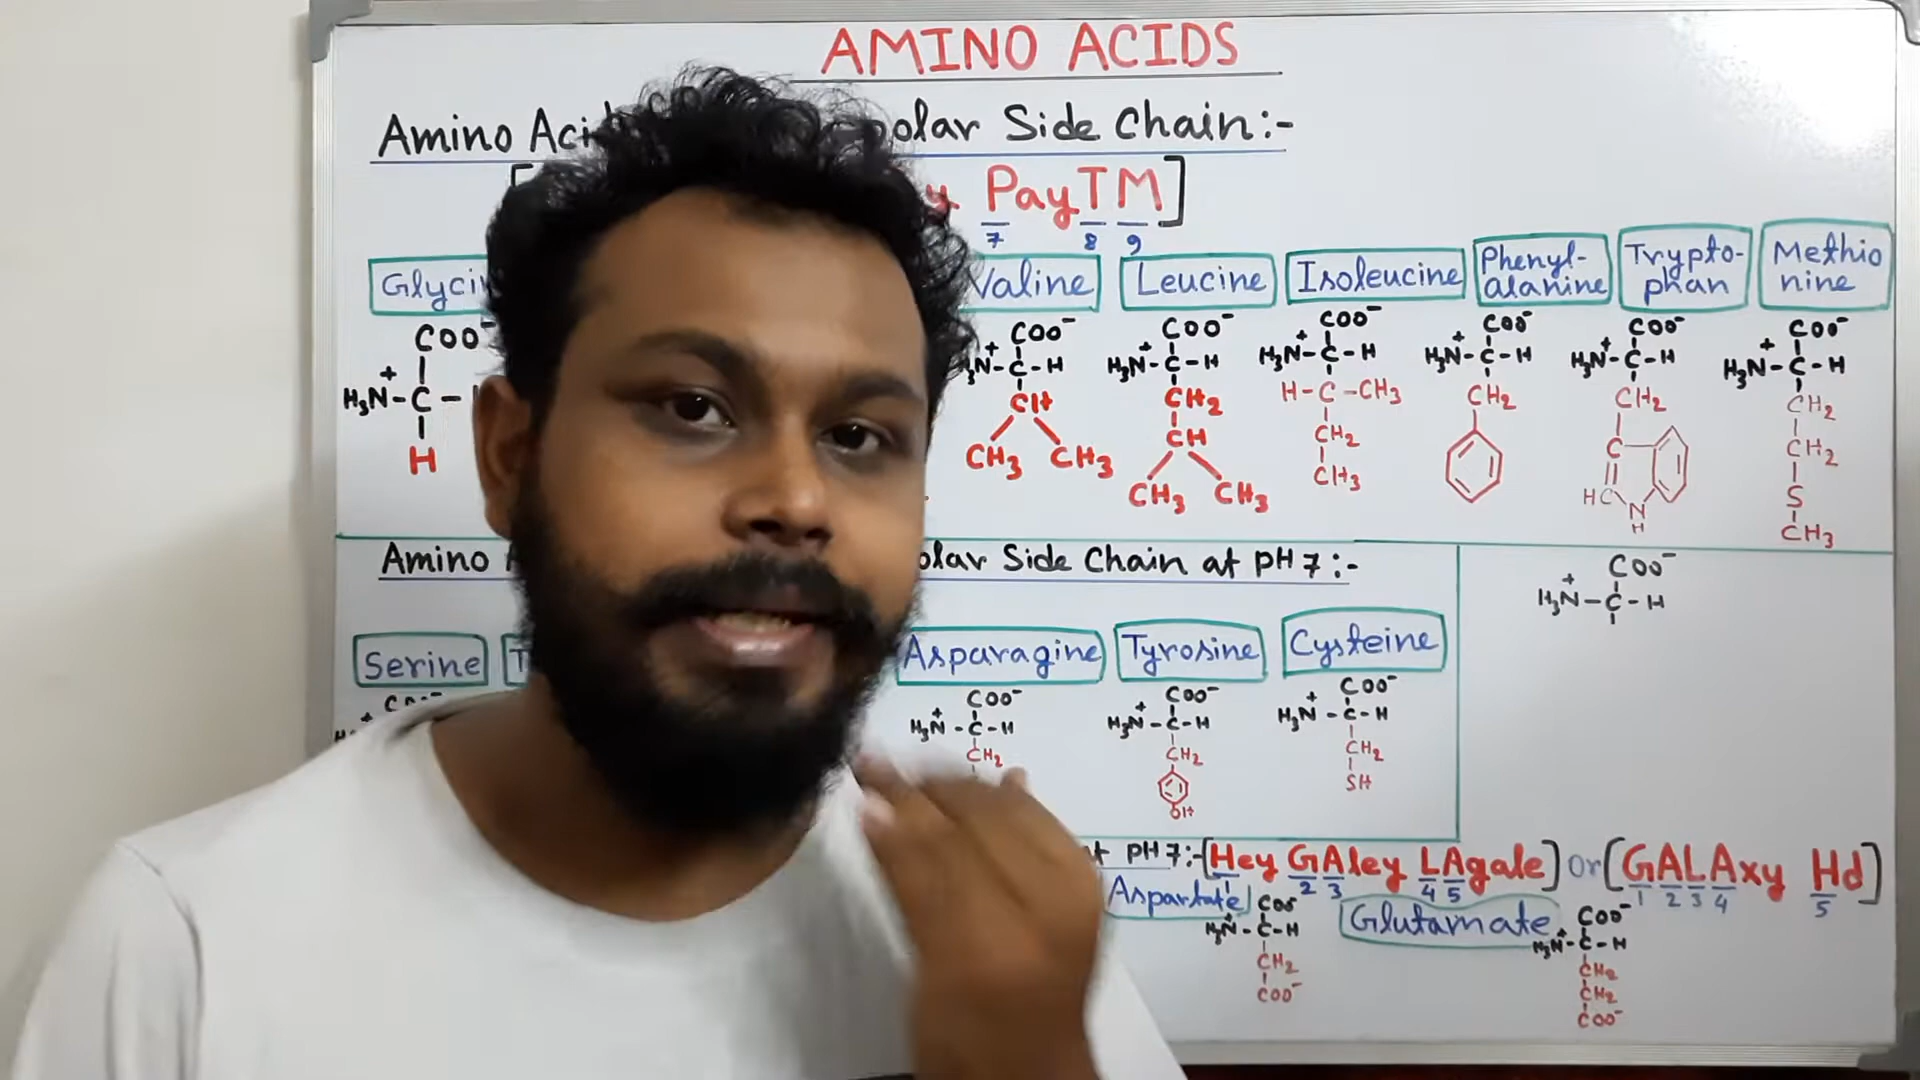 AMINO ACIDS
Amino Aci polar Side Chain:-
[ y PayTM]
7 8 9
Glyci Valine Leucine Isoleucine Phenyl-alanine Trypto-phan Methio nine
COO⁻ COO⁻ COO⁻ COO⁻ COO⁻ COO⁻ COO⁻
H₃N⁺-C- ₃N⁺-C-H H₃N⁺-C-H H₃N⁺-C-H H₃N⁺-C-H H₃N⁺-C-H H₃N⁺-C-H
H CH CH₂ H-C-CH₃ CH₂ CH₂ CH₂
CH₃ CH₃ CH CH₂ C CH₂
CH₃ CH₃ CH₃ HC N H S
CH₃
Amino olar Side Chain at pH 7:-
COO⁻
H₃N⁺-C-H
Serine T Asparagine Tyrosine Cysteine
COO⁻ COO⁻ COO⁻
H₃N⁺-C-H H₃N⁺-C-H H₃N⁺-C-H
CH₂ CH₂ CH₂
OH SH
at pH 7:-[Hey GAley LAgale] or [GALAxy Hd]
1 2 3 4 5 1 2 3 4 5
Aspartate Glutamate
COO⁻ COO⁻
H₃N⁺-C-H H₃N⁺-C-H
CH₂ CH₂
COO⁻ CH₂
COO⁻